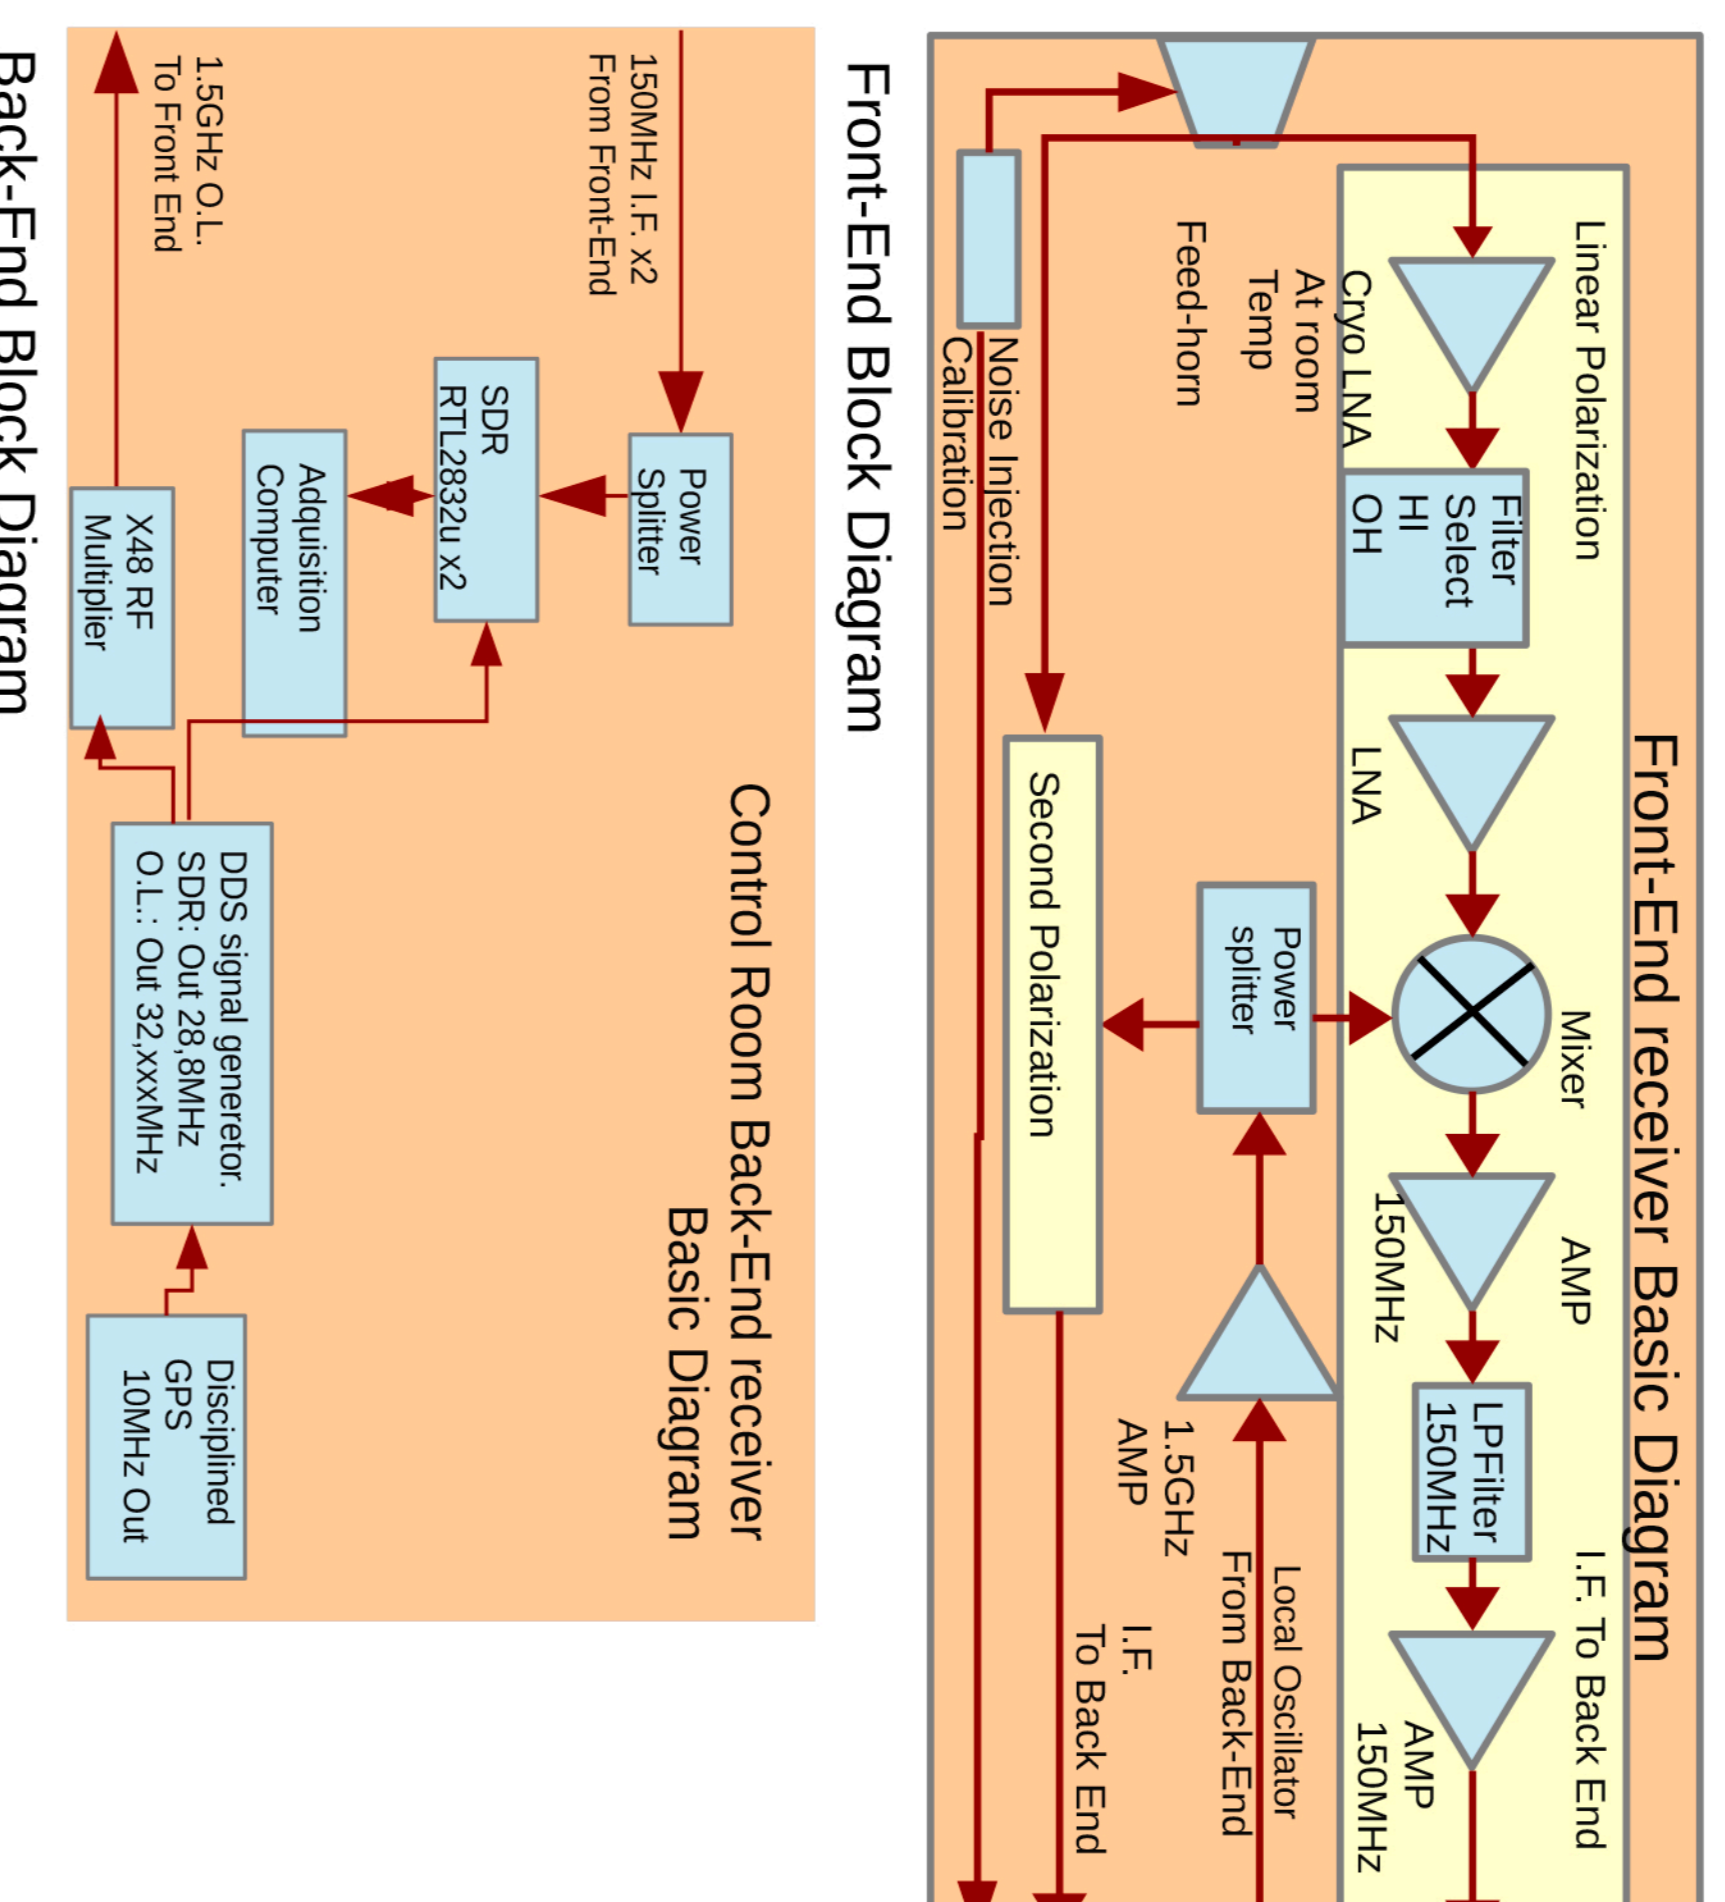 Front-End receiver Basic Diagram
Linear Polarization
Mixer
AMP
I.F. To Back End
Filter
Select
HI
OH
LPFilter
150MHz
Cryo LNA
At room
Temp
LNA
150MHz
AMP
150MHz
Feed-horn
Power
splitter
Local Oscillator
From Back-End
1.5GHz
AMP
I.F.
To Back End
Second Polarization
Noise Injection
Calibration
Front-End Block Diagram
Control Room Back-End receiver
Basic Diagram
150MHz I.F. x2
From Front-End
Power
Splitter
SDR
RTL2832u x2
Adquisition
Computer
1.5GHz O.L.
To Front End
X48 RF
Multiplier
DDS signal generetor.
SDR: Out 28,8MHz
O.L.: Out 32,xxxMHz
Disciplined
GPS
10MHz Out
Back-End Block Diagram